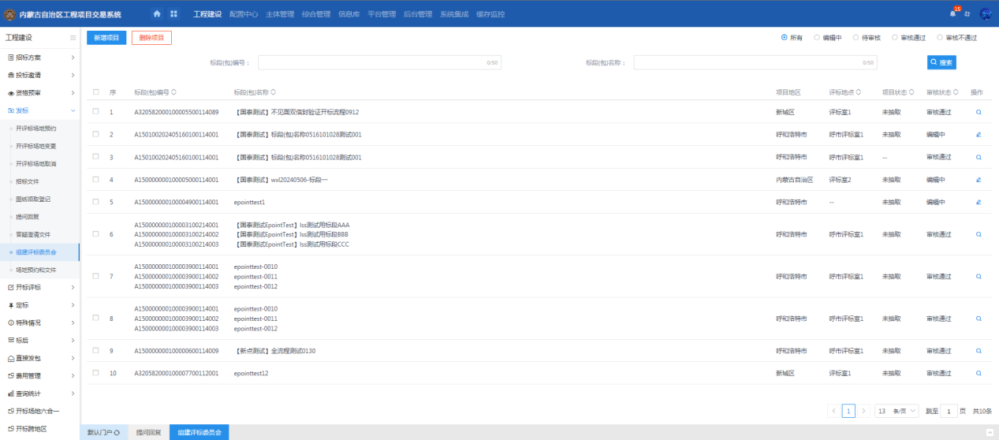 内蒙古自治区工程项目交易系统
工程建设 配置中心 主体管理 综合管理 信息库 平台管理 后台管理 系统集成 缓存监控
15
工程建设
招标方案
投标邀请
资格预审
发标
开评标场地预约
开评标场地变更
开评标场地取消
招标文件
图纸领取登记
提问回复
答疑澄清文件
组建评标委员会
场地预约和文件
开标评标
定标
特殊情况
标后
直接发包
费用管理
查询统计
开标场地六合一
开标跨地区
新增项目 删除项目
所有 编辑中 待审核 审核通过 审核不通过
标段(包)编号： 0/50 标段(包)名称： 0/50 搜索
序 标段(包)编号 标段(包)名称 项目地区 评标地点 项目状态 审核状态 操作
1 A3205820001000055001114089 【国泰测试】不见面双信封验证开标流程0912 新城区 评标室1 未抽取 审核通过
2 A150100202405160100114001 【国泰测试】标段(包)名称0516101028测试001 呼和浩特市 呼市评标室1 未抽取 编辑中
3 A150100202405160100114001 【国泰测试】标段(包)名称0516101028测试001 呼和浩特市 呼市评标室1 -- 审核通过
4 A150000000100005000114001 【国泰测试】wxl20240506-标段一 内蒙古自治区 评标室2 未抽取 编辑中
5 A150000000100004900114001 epointtest1 呼和浩特市 -- 未抽取 编辑中
6 A150000000100003100214001 【国泰测试EpointTest】lss测试用标段AAA 呼和浩特市 呼市评标室1 未抽取 审核通过
A150000000100003100214002 【国泰测试EpointTest】lss测试用标段BBB
A150000000100003100214003 【国泰测试EpointTest】lss测试用标段CCC
7 A150000000100003900114001 epointtest-0010 呼和浩特市 呼市评标室1 未抽取 审核通过
A150000000100003900114002 epointtest-0011
A150000000100003900114003 epointtest-0012
8 A150000000100003900114001 epointtest-0010 呼和浩特市 呼市评标室1 未抽取 审核通过
A150000000100003900114002 epointtest-0011
A150000000100003900114003 epointtest-0012
9 A150000000100000600114009 【新点测试】全流程测试0130 呼和浩特市 呼市评标室1 未抽取 审核通过
10 A320582000100007700112001 epointtest12 新城区 评标室1 未抽取 审核通过
1 13 条/页 跳至 1 页 共10条
默认门户 提问回复 组建评标委员会